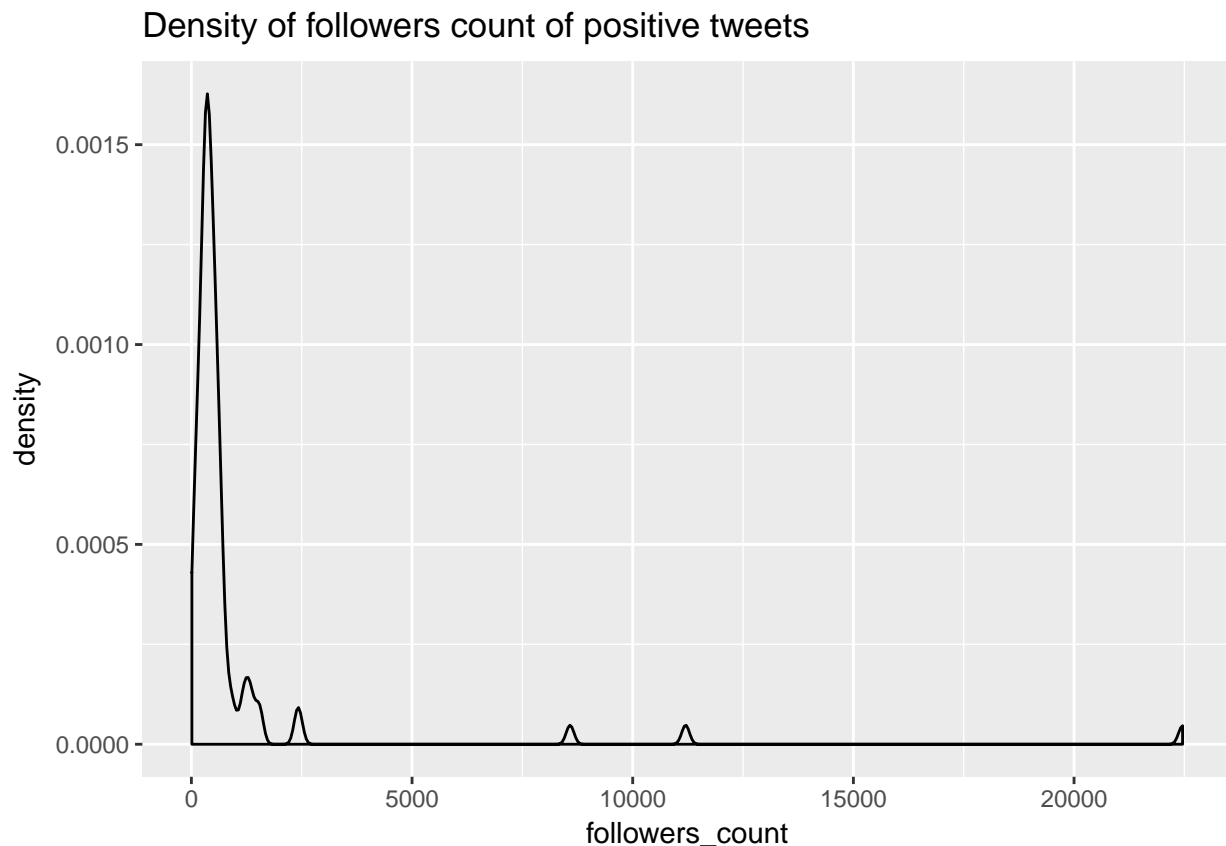 Density of followers count of positive tweets
0.0015
0.0010
0.0005
0.0000
density
0 5000 10000 15000 20000
followers_count